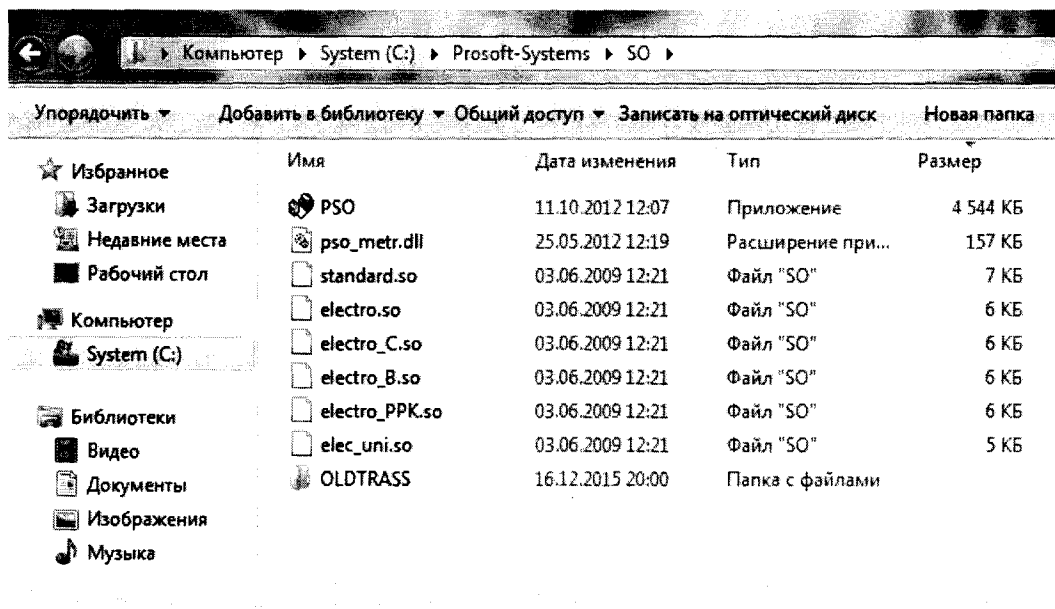 Компьютер System (C:) Prosoft-Systems SO
Упорядочить Добавить в библиотеку Общий доступ Записать на оптический диск Новая папка
Избранное
Загрузки
Недавние места
Рабочий стол
Компьютер
System (C:)
Библиотеки
Видео
Документы
Изображения
Музыка
Имя Дата изменения Тип Размер
PSO 11.10.2012 12:07 Приложение 4 544 КБ
pso_metr.dll 25.05.2012 12:19 Расширение при... 157 КБ
standard.so 03.06.2009 12:21 Файл "SO" 7 КБ
electro.so 03.06.2009 12:21 Файл "SO" 6 КБ
electro_C.so 03.06.2009 12:21 Файл "SO" 6 КБ
electro_B.so 03.06.2009 12:21 Файл "SO" 6 КБ
electro_PPK.so 03.06.2009 12:21 Файл "SO" 6 КБ
elec_uni.so 03.06.2009 12:21 Файл "SO" 5 КБ
OLDTRASS 16.12.2015 20:00 Папка с файлами